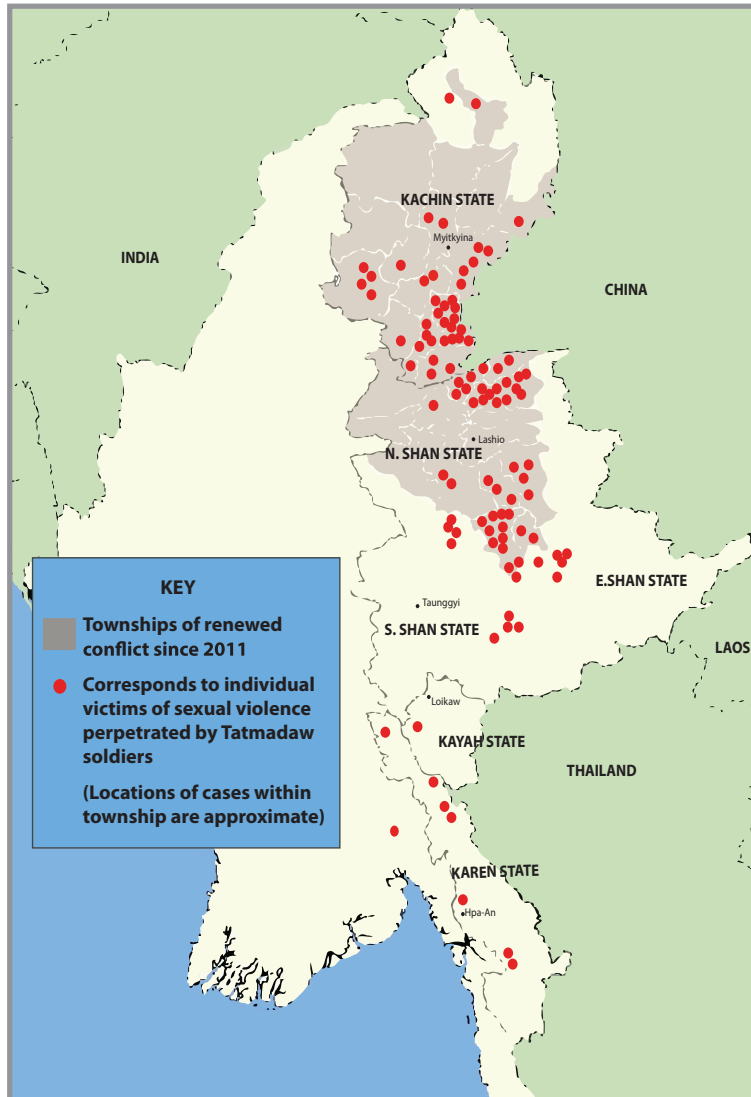 KACHIN STATE
Myitkyina
INDIA
CHINA
Lashio
N. SHAN STATE
E.SHAN STATE
Taunggyi
S. SHAN STATE
LAOS
Loikaw
KAYAH STATE
THAILAND
KAREN STATE
Hpa-An
KEY
Townships of renewed
conflict since 2011
Corresponds to individual
victims of sexual violence
perpetrated by Tatmadaw
soldiers
(Locations of cases within
township are approximate)